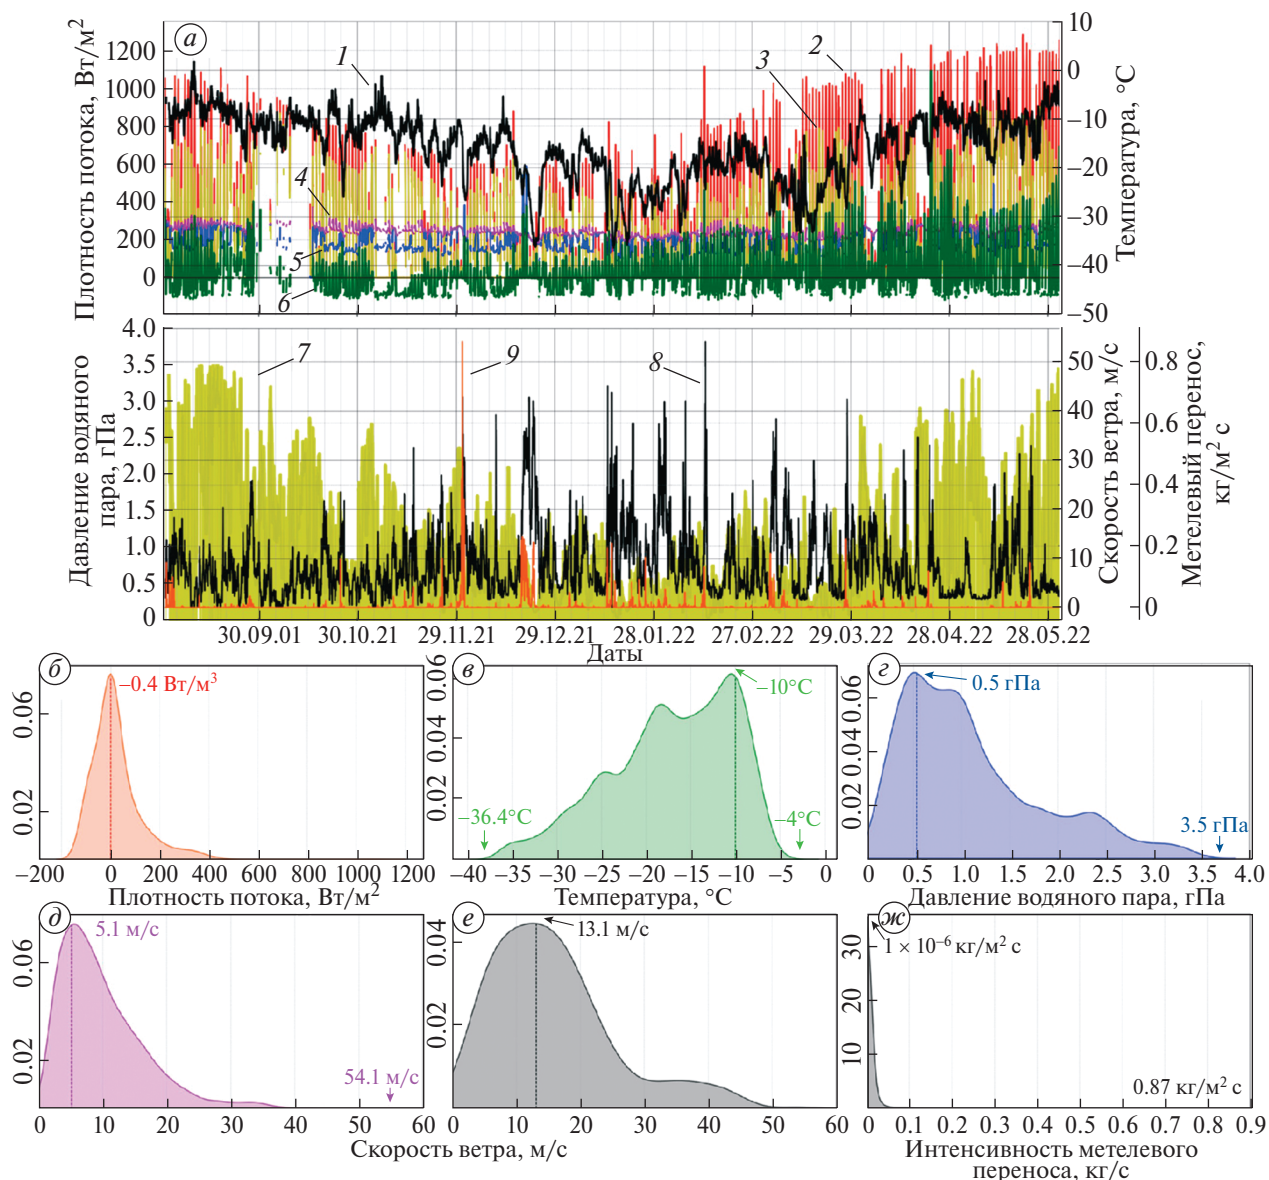 а
Плотность потока, Вт/м²
1200
1000
800
600
400
200
0
1
2
3
4
5
6
10
0
−10
−20
−30
−40
−50
Температура, °C
Давление водяного
пара, гПа
4.0
3.5
3.0
2.5
2.0
1.5
1.0
0.5
0
7
9
8
50
40
30
20
10
0
Скорость ветра, м/с
0.8
0.6
0.4
0.2
0
Метелевый перенос,
кг/м² с
30.09.01 30.10.21 29.11.21 29.12.21 28.01.22 27.02.22 29.03.22 28.04.22 28.05.22
Даты
б
−0.4 Вт/м³
0.06
0.02
−200 0 200 400 600 800 1000 1200
Плотность потока, Вт/м²
в
−10°C
−36.4°C
−4°C
0.06
0.04
0.02
−40 −35 −30 −25 −20 −15 −10 −5 0
Температура, °C
г
0.5 гПа
3.5 гПа
0.06
0.04
0.02
0 0.5 1.0 1.5 2.0 2.5 3.0 3.5 4.0
Давление водяного пара, гПа
д
5.1 м/с
54.1 м/с
0.06
0.02
0 10 20 30 40 50 60
е
13.1 м/с
0.04
0.02
0 10 20 30 40 50 60
Скорость ветра, м/с
ж
1 × 10⁻⁶ кг/м² с
0.87 кг/м² с
30
20
10
0 0.1 0.2 0.3 0.4 0.5 0.6 0.7 0.8 0.9
Интенсивность метелевого
переноса, кг/с